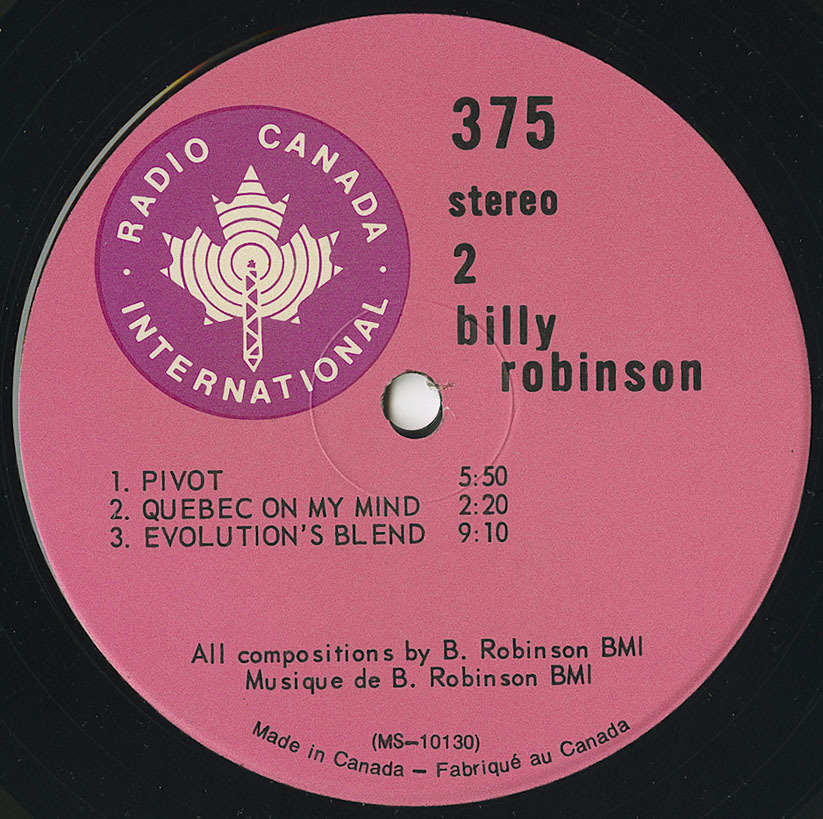 RADIO CANADA
· INTERNATIONAL ·
375
stereo
2
billy
robinson
1. PIVOT 5:50
2. QUEBEC ON MY MIND 2:20
3. EVOLUTION'S BLEND 9:10
All compositions by B. Robinson BMI
Musique de B. Robinson BMI
(MS-10130)
Made in Canada - Fabriqué au Canada